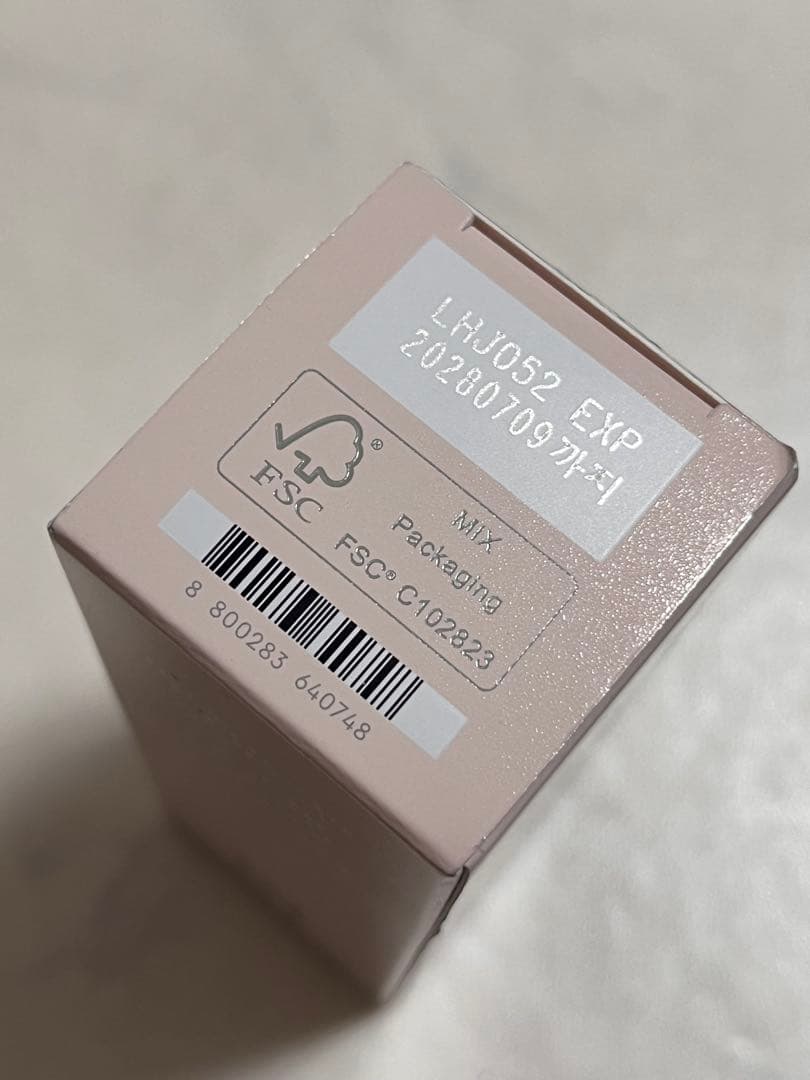 LHJ052 EXP
20280709까지
®
FSC
MIX
Packaging
FSC® C102823
8 800283 640748